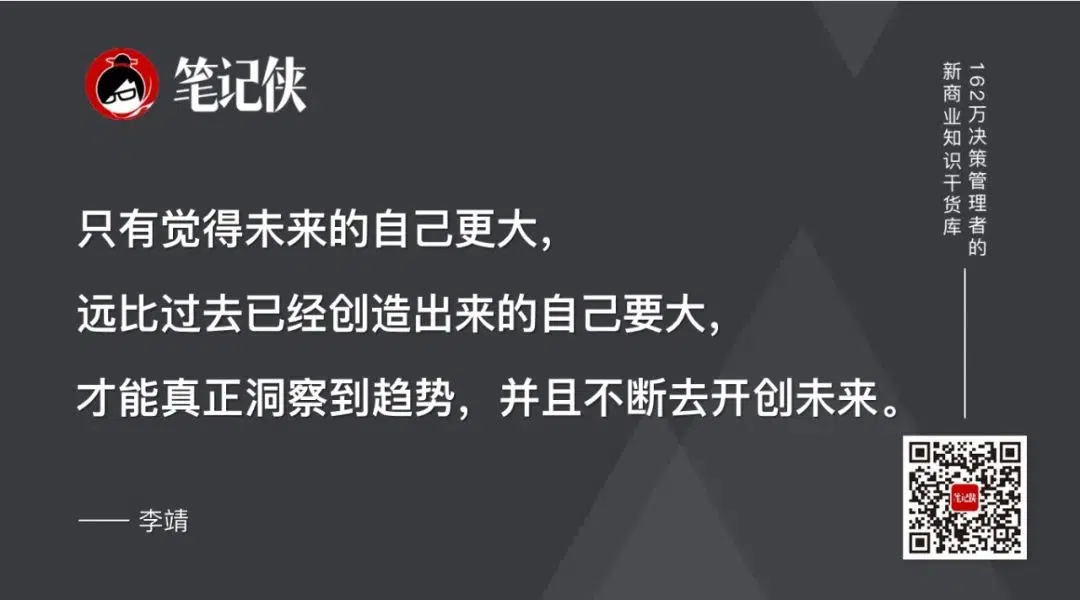 笔记侠
162万决策管理者的
新商业知识干货库
只有觉得未来的自己更大，
远比过去已经创造出来的自己要大，
才能真正洞察到趋势，并且不断去开创未来。
—— 李靖
笔记侠